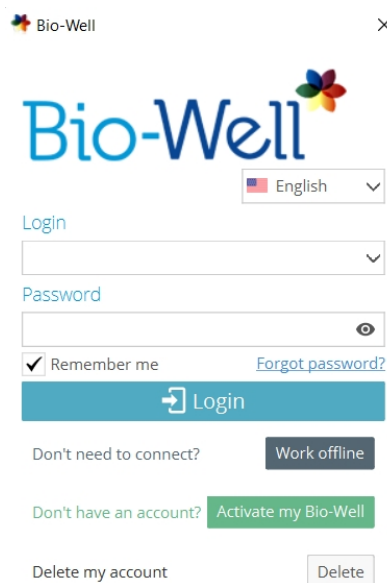 Bio-Well
Bio-Well
English
Login
Password
Remember me Forgot password?
Login
Don't need to connect? Work offline
Don't have an account? Activate my Bio-Well
Delete my account Delete